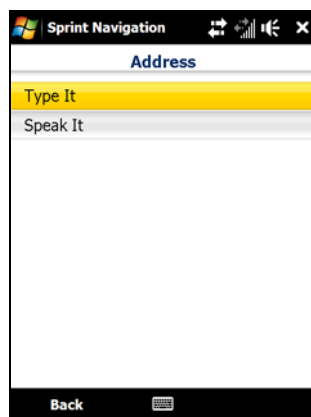 Sprint Navigation
Address
Type It
Speak It
Back